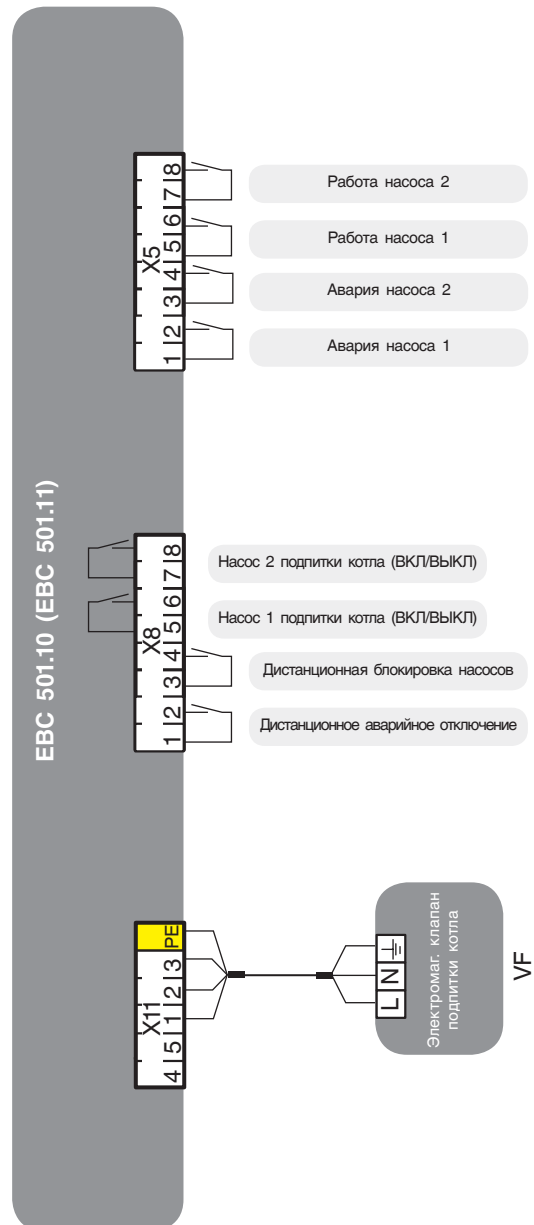 EBC 501.10 (EBC 501.11)
X5
1 2 3 4 5 6 7 8
Работа насоса 2
Работа насоса 1
Авария насоса 2
Авария насоса 1
X8
1 2 3 4 5 6 7 8
Насос 2 подпитки котла (ВКЛ/ВЫКЛ)
Насос 1 подпитки котла (ВКЛ/ВЫКЛ)
Дистанционная блокировка насосов
Дистанционное аварийное отключение
X11
4 5 1 2 3 PE
L N
Электромаг. клапан
подпитки котла
VF